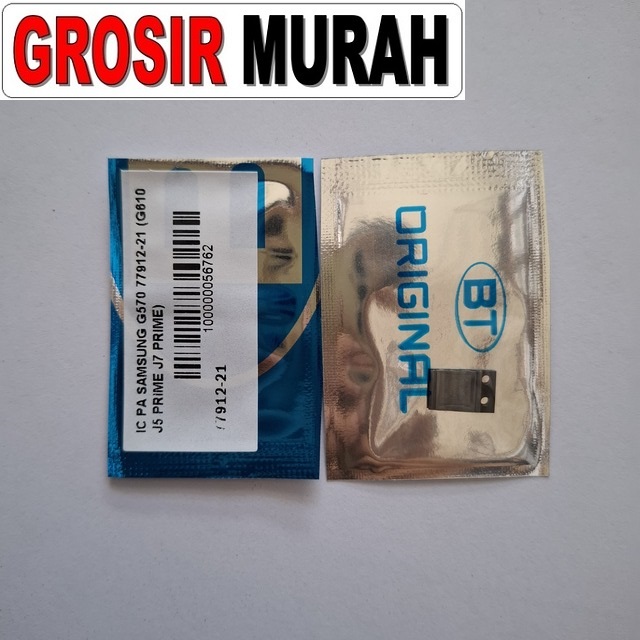 GROSIR MURAH
IC PA SAMSUNG G570 77912-21 (G610
J5 PRIME J7 PRIME)
100000056762
77912-21
BT
ORIGINAL